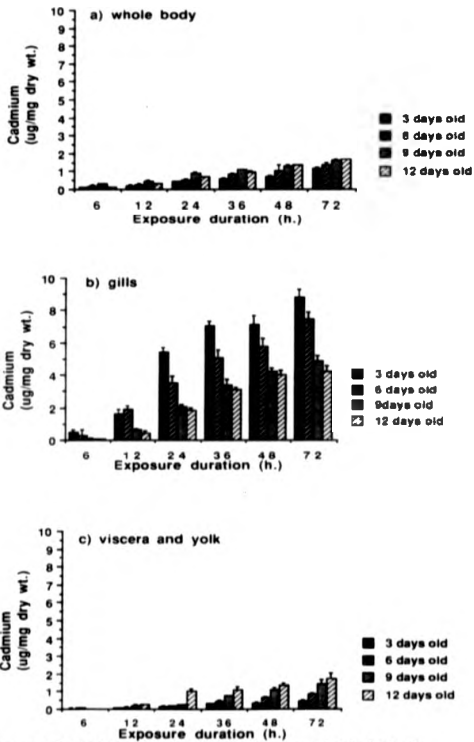 a) whole body
10
9
8
7
6
5
4
3
2
1
0
Cadmium
(ug/mg dry wt.)
6 12 24 36 48 72
Exposure duration (h.)
3 days old
6 days old
9 days old
12 days old
b) gills
10
8
6
4
2
0
Cadmium
(ug/mg dry wt.)
6 12 24 36 48 72
Exposure duration (h.)
3 days old
6 days old
9days old
12 days old
c) viscera and yolk
10
9
8
7
6
5
4
3
2
1
0
Cadmium
(ug/mg dry wt.)
6 12 24 36 48 72
Exposure duration (h.)
3 days old
6 days old
9 days old
12 days old